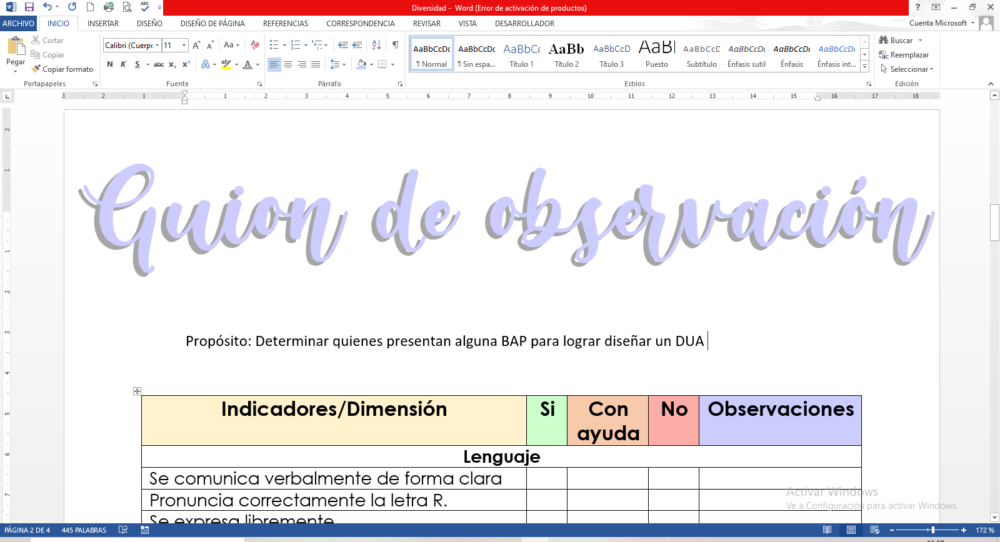 Diversidad - Word (Error de activación de productos)
ARCHIVO INICIO INSERTAR DISEÑO DISEÑO DE PÁGINA REFERENCIAS CORRESPONDENCIA REVISAR VISTA DESARROLLADOR Cuenta Microsoft
Pegar
Cortar
Copiar
Copiar formato
Portapapeles
Calibri (Cuerpo 11
N K S abc x₂ x²
Fuente
Párrafo
AaBbCcDc AaBbCcDc AaBbCc AaBb AaBbCcD AaBb AaBbCcD AaBbCcDc AaBbCcDc AaBbCcDc
¶ Normal ¶ Sin espa... Título 1 Título 2 Título 3 Puesto Subtítulo Énfasis sutil Énfasis Énfasis int...
Estilos
Buscar
Reemplazar
Seleccionar
Edición
3 2 1 1 2 3 4 5 6 7 8 9 10 11 12 13 14 15 16 17 18
Guion de observación
Propósito: Determinar quienes presentan alguna BAP para lograr diseñar un DUA
Indicadores/Dimensión Si Con ayuda No Observaciones
Lenguaje
Se comunica verbalmente de forma clara
Pronuncia correctamente la letra R.
Se expresa libremente
Activar Windows
Ve a Configuración para activar Windows.
PÁGINA 2 DE 4 445 PALABRAS 172 %